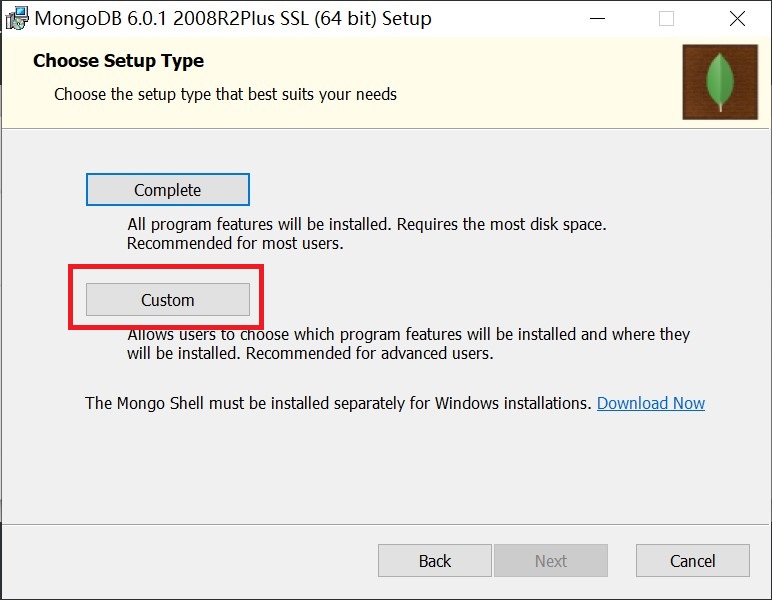 MongoDB 6.0.1 2008R2Plus SSL (64 bit) Setup
Choose Setup Type
Choose the setup type that best suits your needs
Complete
All program features will be installed. Requires the most disk space.
Recommended for most users.
Custom
Allows users to choose which program features will be installed and where they
will be installed. Recommended for advanced users.
The Mongo Shell must be installed separately for Windows installations. Download Now
Back Next Cancel